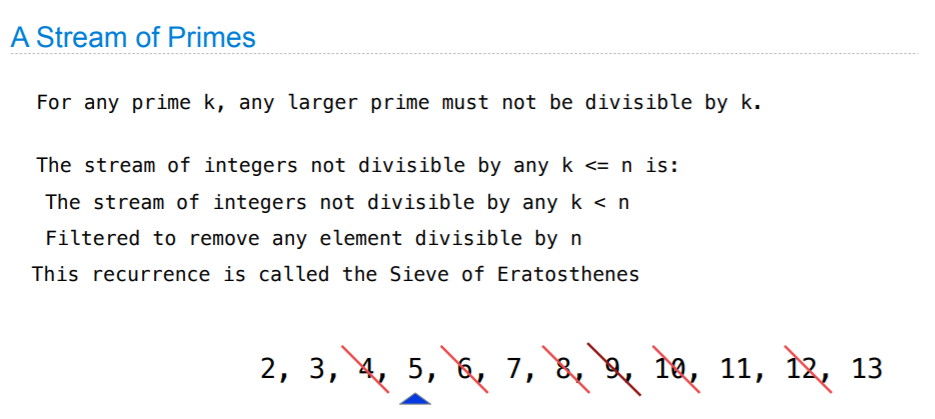 A Stream of Primes
For any prime k, any larger prime must not be divisible by k.
The stream of integers not divisible by any k <= n is:
The stream of integers not divisible by any k < n
Filtered to remove any element divisible by n
This recurrence is called the Sieve of Eratosthenes
2, 3, 4, 5, 6, 7, 8, 9, 10, 11, 12, 13